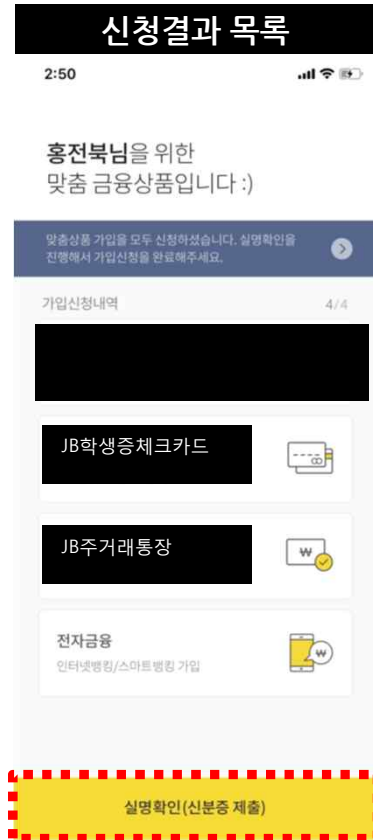 신청결과 목록
2:50
홍전북님을 위한
맞춤 금융상품입니다 :)
맞춤상품 가입을 모두 신청하셨습니다. 실명확인을
진행해서 가입신청을 완료해주세요.
가입신청내역
4/4
JB학생증체크카드
JB주거래통장
₩
전자금융
인터넷뱅킹/스마트뱅킹 가입
₩
실명확인(신분증 제출)